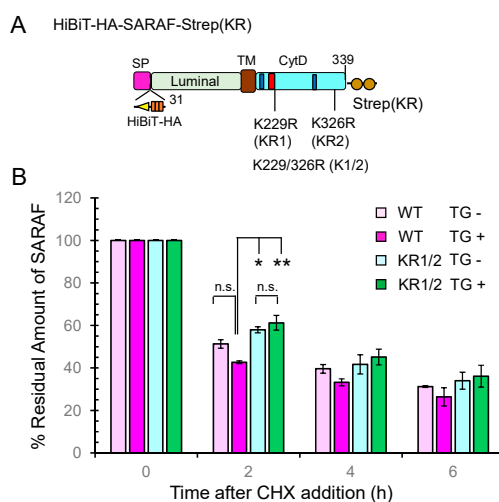 A HiBiT-HA-SARAF-Strep(KR)
SP TM CytD 339
Luminal
31
HiBiT-HA
Strep(KR)
K229R K326R
(KR1) (KR2)
K229/326R (K1/2)
B
% Residual Amount of SARAF
120
100
80
60
40
20
0
WT TG -
WT TG +
KR1/2 TG -
KR1/2 TG +
* **
n.s. n.s.
0 2 4 6
Time after CHX addition (h)